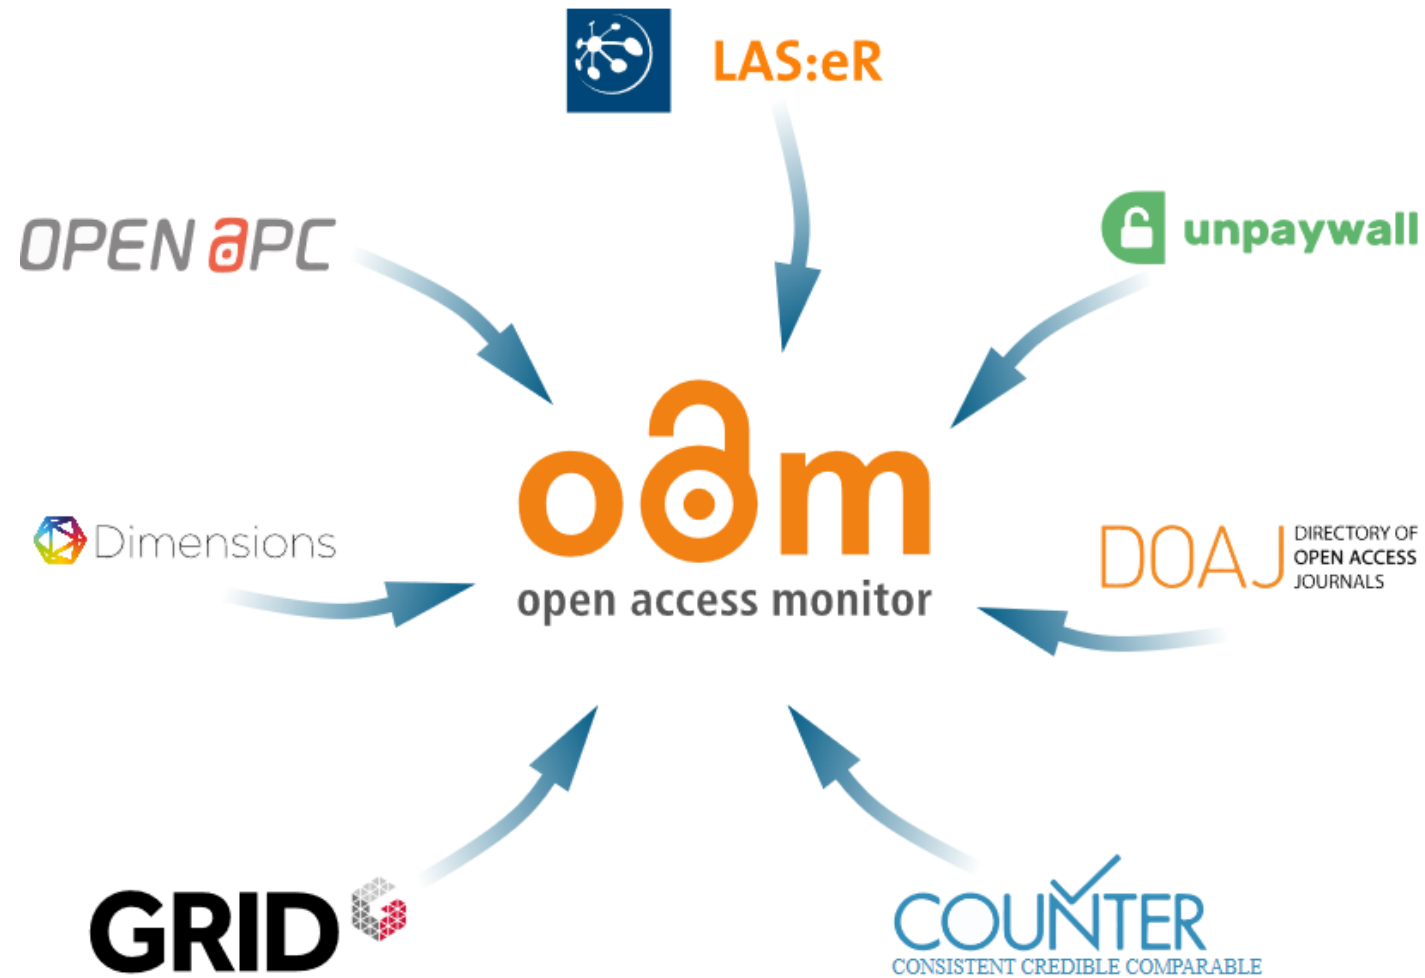 LAS:eR
OPEN aPC
unpaywall
oam
open access monitor
Dimensions
DOAJ
DIRECTORY OF
OPEN ACCESS
JOURNALS
GRID
COUNTER
CONSISTENT CREDIBLE COMPARABLE